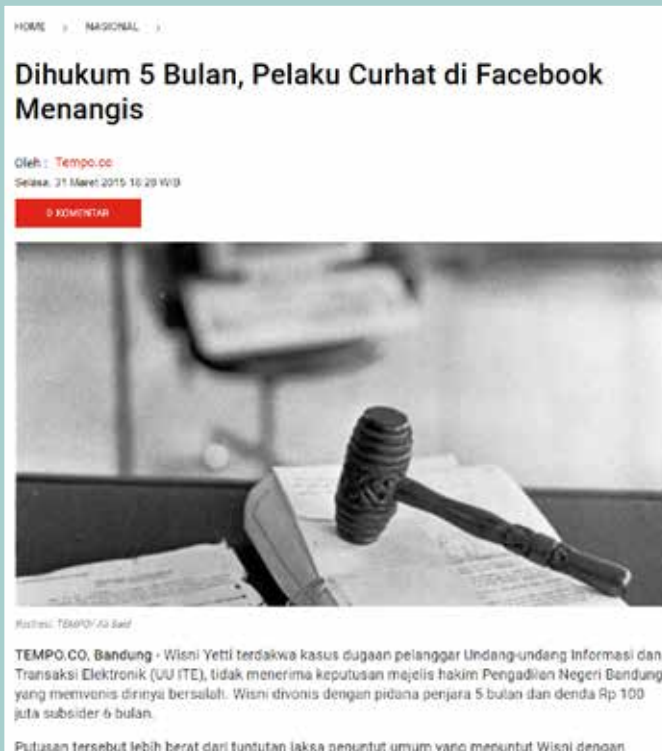 HOME > NASIONAL >
Dihukum 5 Bulan, Pelaku Curhat di Facebook
Menangis
Oleh : Tempo.co
Selasa, 31 Maret 2015 18:28 WIB
0 KOMENTAR
Ilustrasi. TEMPO/
TEMPO.CO, Bandung - Wisni Yetti terdakwa kasus dugaan pelanggar Undang-undang Informasi dan
Transaksi Elektronik (UU ITE), tidak menerima keputusan majelis hakim Pengadilan Negeri Bandung
yang memvonis dirinya bersalah. Wisni divonis dengan pidana penjara 5 bulan dan denda Rp 100
juta subsider 6 bulan.
Putusan tersebut lebih berat dari tuntutan jaksa penuntut umum yang menuntut Wisni dengan